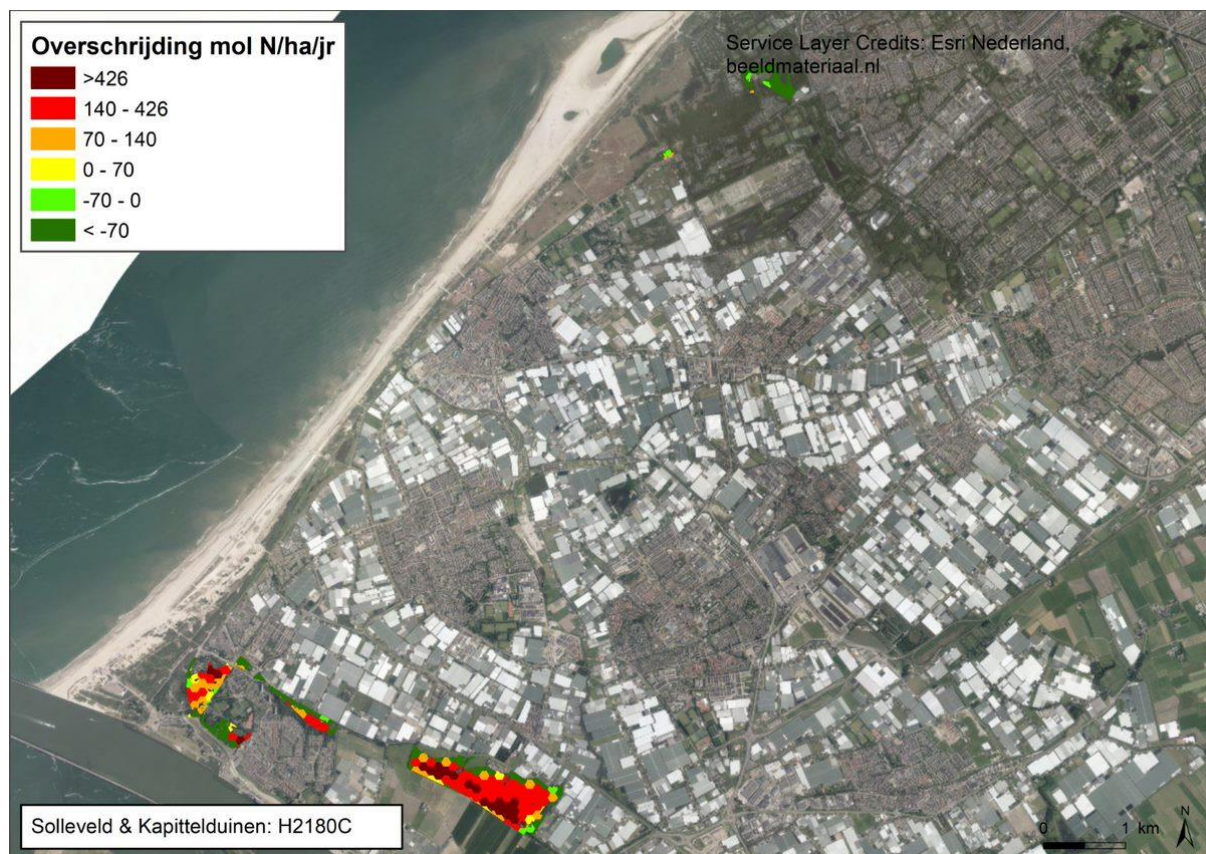 Overschrijding mol N/ha/jr
>426
140 - 426
70 - 140
0 - 70
-70 - 0
< -70
Service Layer Credits: Esri Nederland,
beeldmateriaal.nl
Solleveld & Kapittelduinen: H2180C
0 1 km
N